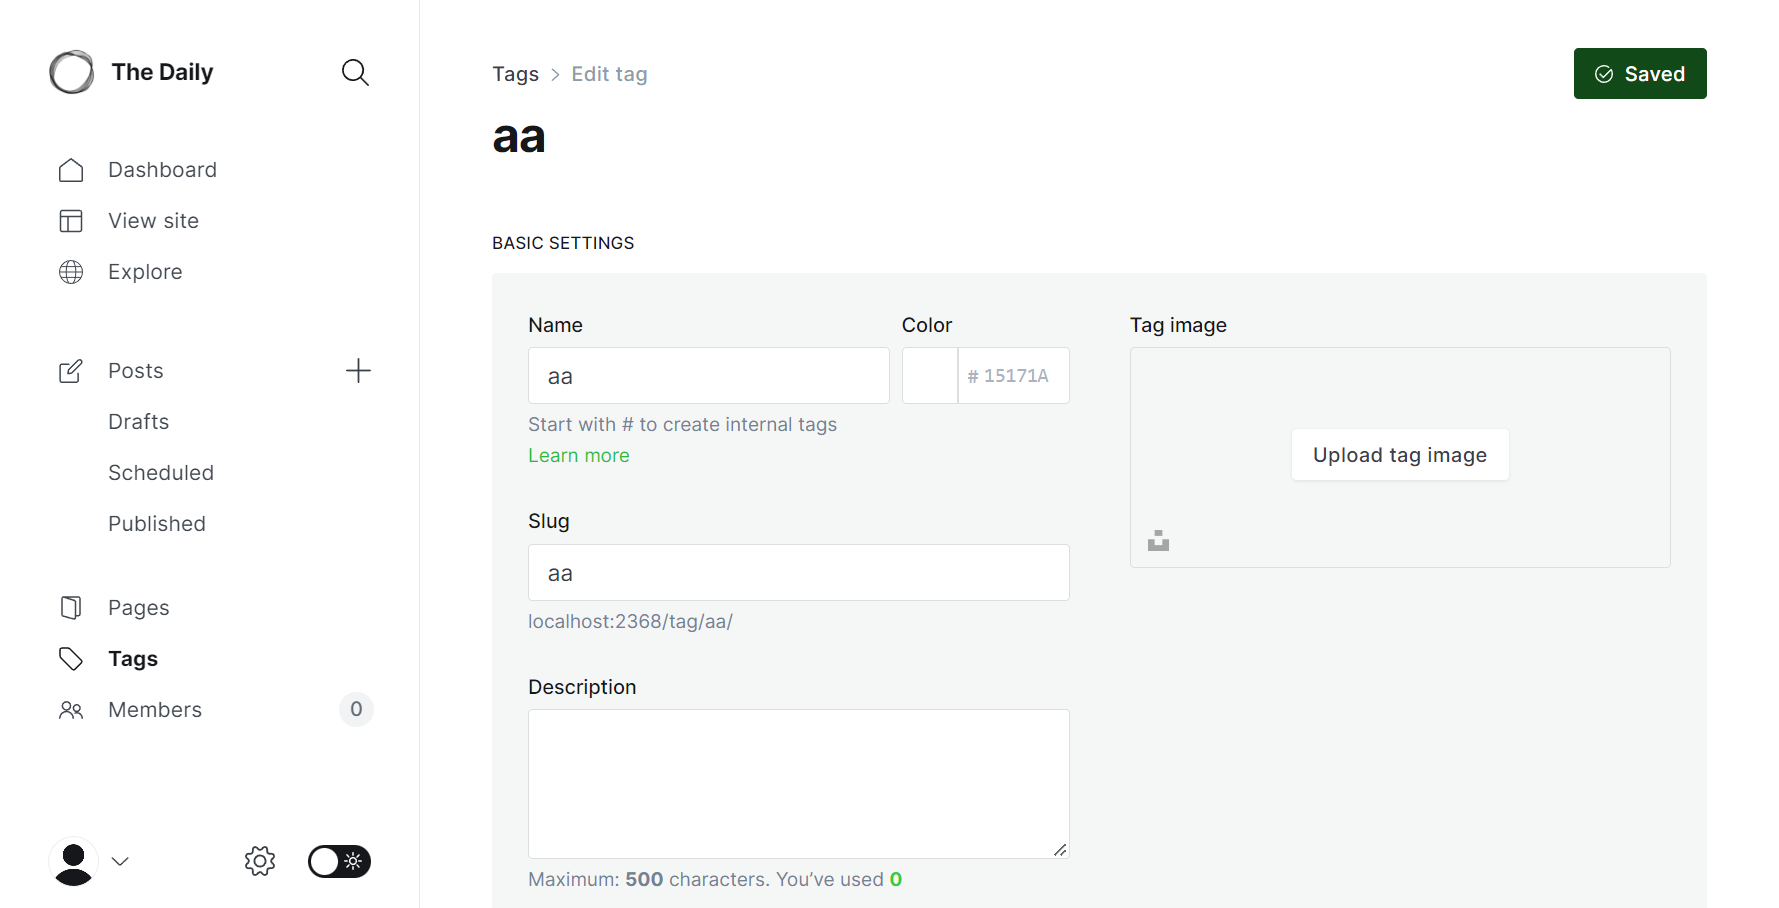 The Daily
Dashboard
View site
Explore
Posts
Drafts
Scheduled
Published
Pages
Tags
Members
0
Tags > Edit tag
Saved
aa
BASIC SETTINGS
Name
aa
Start with # to create internal tags
Learn more
Color
# 15171A
Slug
aa
localhost:2368/tag/aa/
Description
Maximum: 500 characters. You’ve used 0
Tag image
Upload tag image